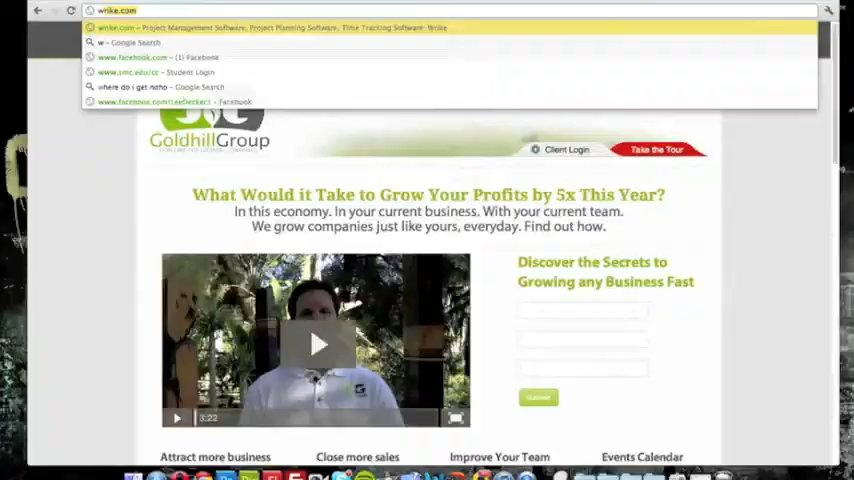 wrike.com
wrike.com - Project Management Software, Project Planning Software, Time Tracking Software: Wrike
w - Google Search
www.facebook.com - (1) Facebook
www.smc.edu/cc - Student Login
where do i get noho - Google Search
- Facebook
GoldhillGroup
Client Login
Take the Tour
What Would it Take to Grow Your Profits by 5x This Year?
In this economy. In your current business. With your current team.
We grow companies just like yours, everyday. Find out how.
Discover the Secrets to
Growing any Business Fast
3:22
Submit
Attract more business
Close more sales
Improve Your Team
Events Calendar